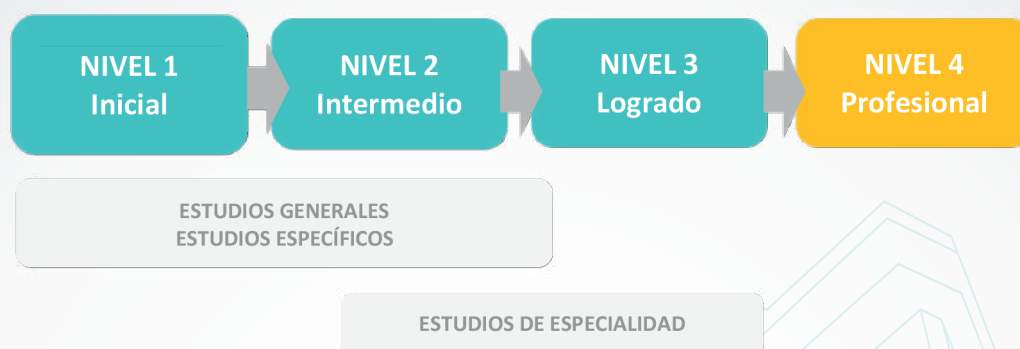 NIVEL 1
Inicial
NIVEL 2
Intermedio
NIVEL 3
Logrado
NIVEL 4
Profesional
ESTUDIOS GENERALES
ESTUDIOS ESPECÍFICOS
ESTUDIOS DE ESPECIALIDAD